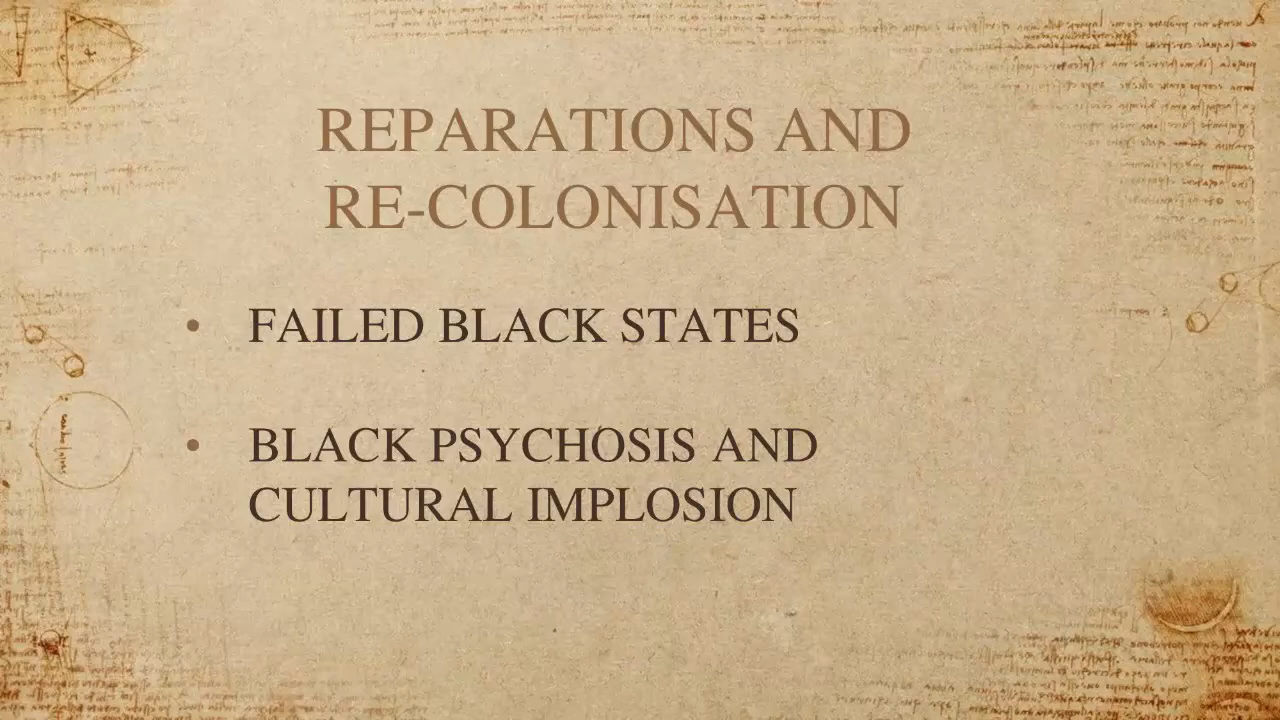 REPARATIONS AND
RE-COLONISATION
• FAILED BLACK STATES
• BLACK PSYCHOSIS AND
CULTURAL IMPLOSION